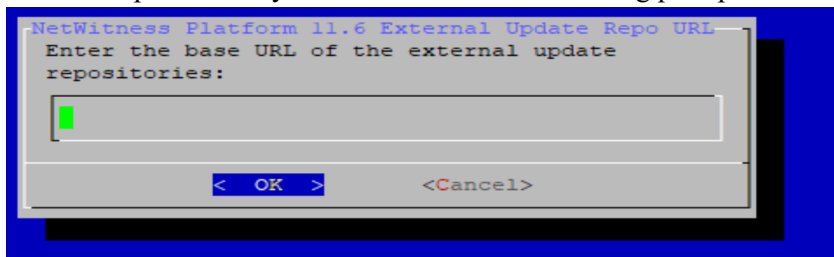 NetWitness Platform 11.6 External Update Repo URL
Enter the base URL of the external update
repositories:
< OK > <Cancel>